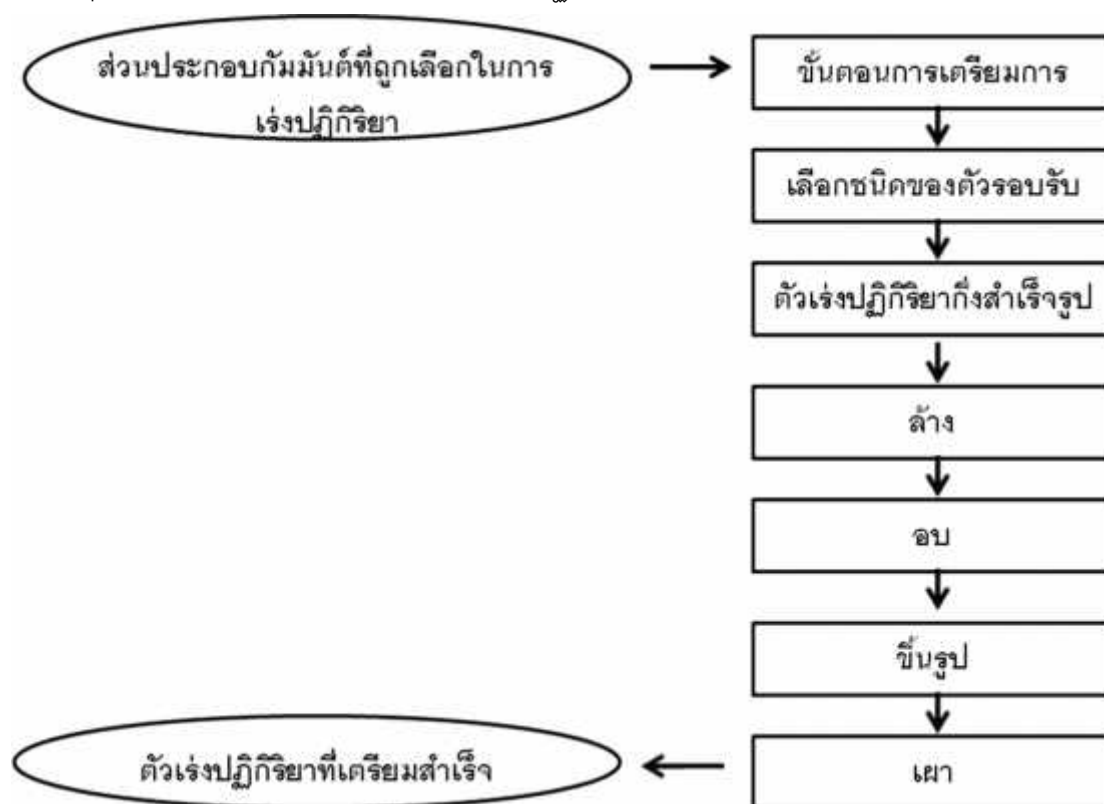 ส่วนประกอบกัมมันต์ที่ถูกเลือกในการ
เร่งปฏิกิริยา
ขั้นตอนการเตรียมการ
เลือกชนิดของตัวรอบรับ
ตัวเร่งปฏิกิริยากึ่งสำเร็จรูป
ล้าง
อบ
ขึ้นรูป
เผา
ตัวเร่งปฏิกิริยาที่เตรียมสำเร็จ